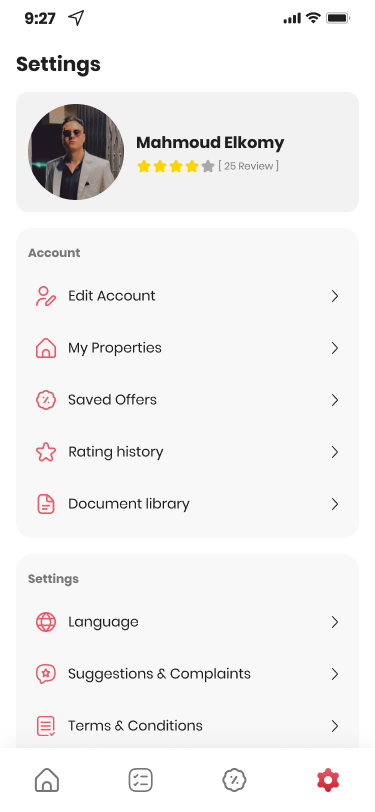 9:27
Settings
Mahmoud Elkomy
[ 25 Review ]
Account
Edit Account
My Properties
Saved Offers
Rating history
Document library
Settings
Language
Suggestions & Complaints
Terms & Conditions